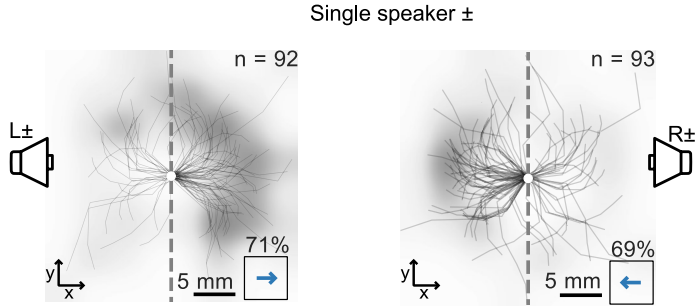 Single speaker ±
n = 92
n = 93
L±
R±
71%
69%
y
x
5 mm
y
x
5 mm